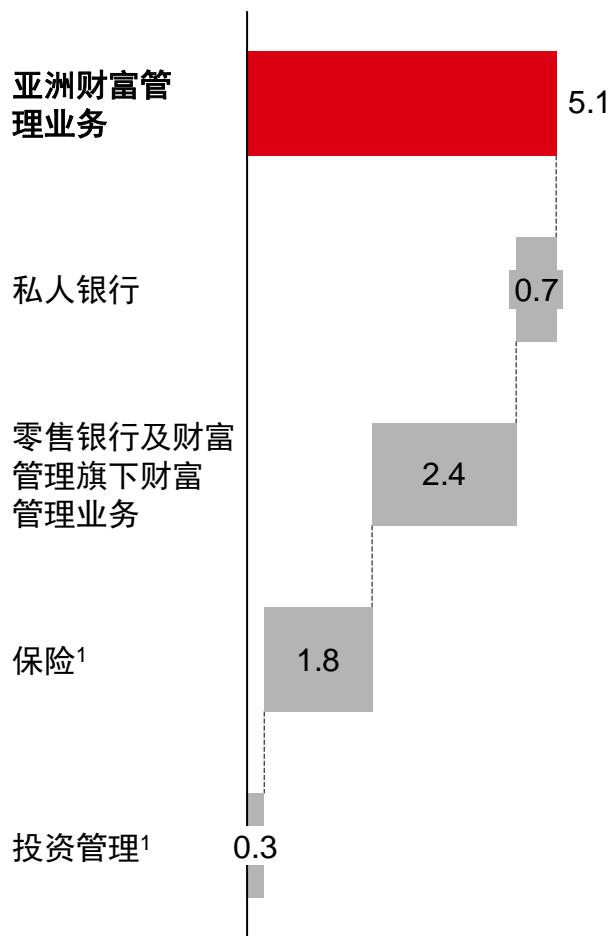 亚洲财富管
理业务
5.1
私人银行
0.7
零售银行及财富
管理旗下财富
管理业务
2.4
保险¹
1.8
投资管理¹
0.3